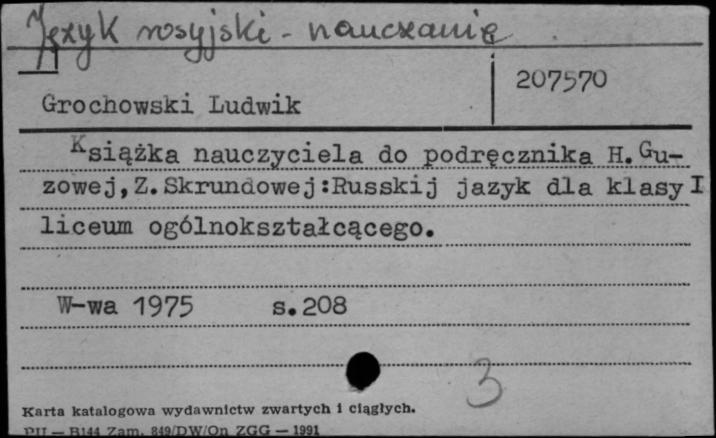 Język rosyjski - nauczanie
207570
Grochowski Ludwik
Książka nauczyciela do podręcznika H.Gu-
zowej,Z.Skrundowej:Russkij jazyk dla klasy I
liceum ogólnokształcącego.
W-wa 1975 s.208
3
Karta katalogowa wydawnictw zwartych i ciągłych.
PU — B144 Zam. 849/DW/On ZGG — 1991